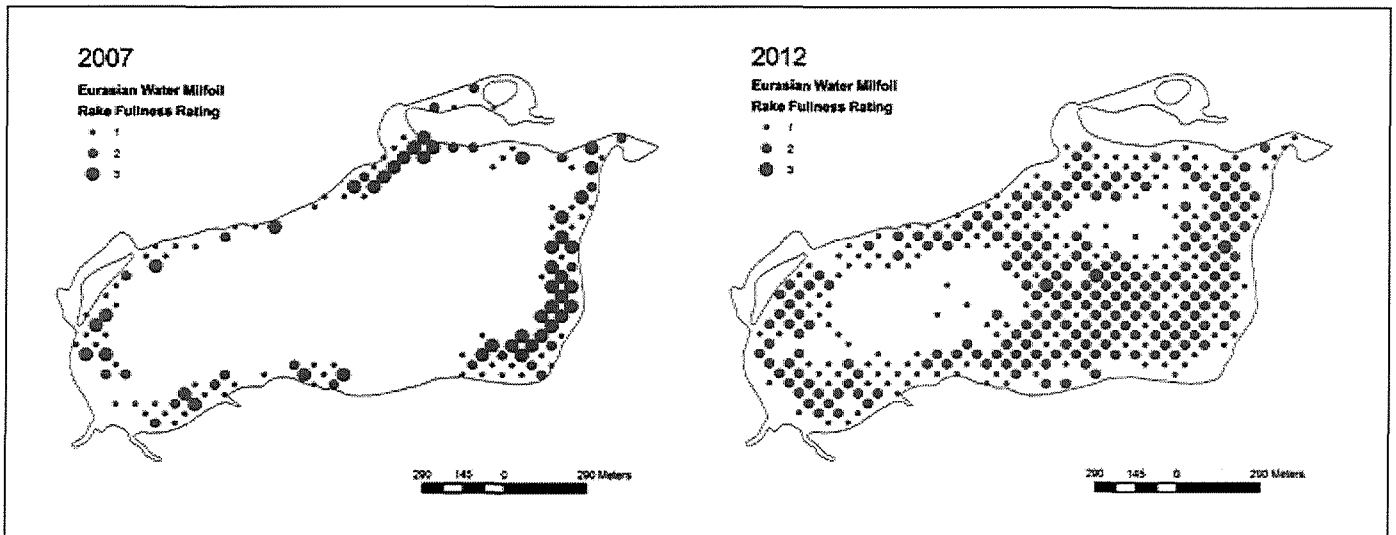 2007
Eurasian Water Milfoil
Rake Fullness Rating
1
2
3
290 145 0 290 Meters
2012
Eurasian Water Milfoil
Rake Fullness Rating
1
2
3
290 145 0 290 Meters